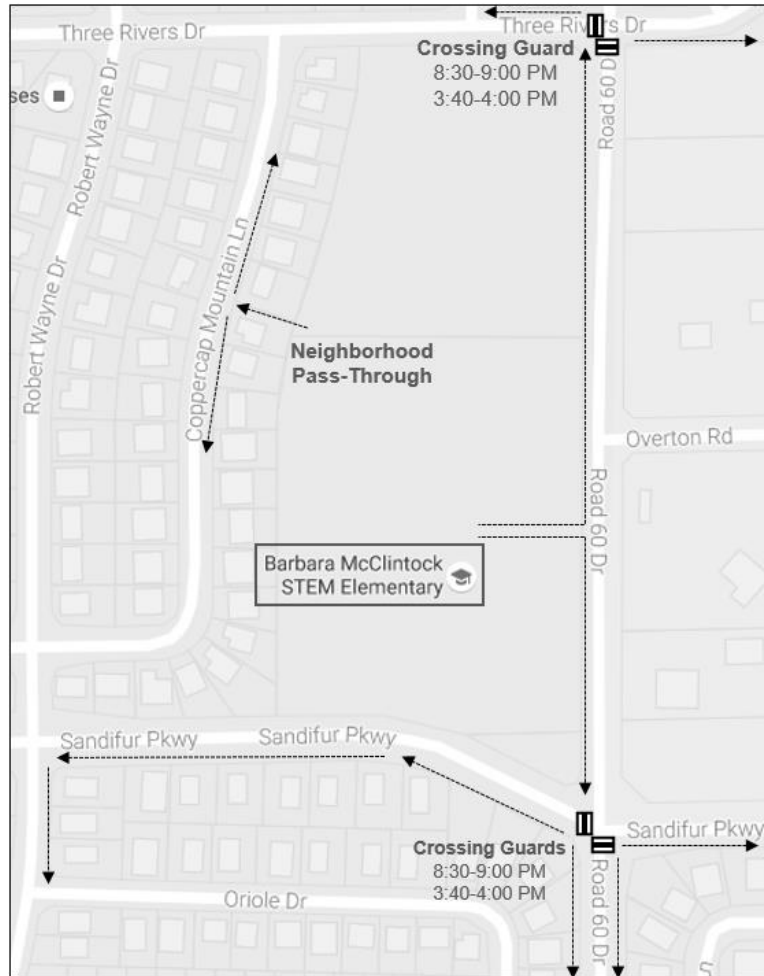 Three Rivers Dr
Three Rivers Dr
Crossing Guard
8:30-9:00 PM
3:40-4:00 PM
Road 60 D
ses
Robert Wayne Dr
Robert Wayne Dr
Coppercap Mountain Ln
Neighborhood
Pass-Through
Overton Rd
Road 60 Dr
Barbara McClintock
STEM Elementary
Sandifur Pkwy
Sandifur Pkwy
Sandifur Pkwy
Crossing Guards
8:30-9:00 PM
3:40-4:00 PM
Road 60 Dr
Oriole Dr